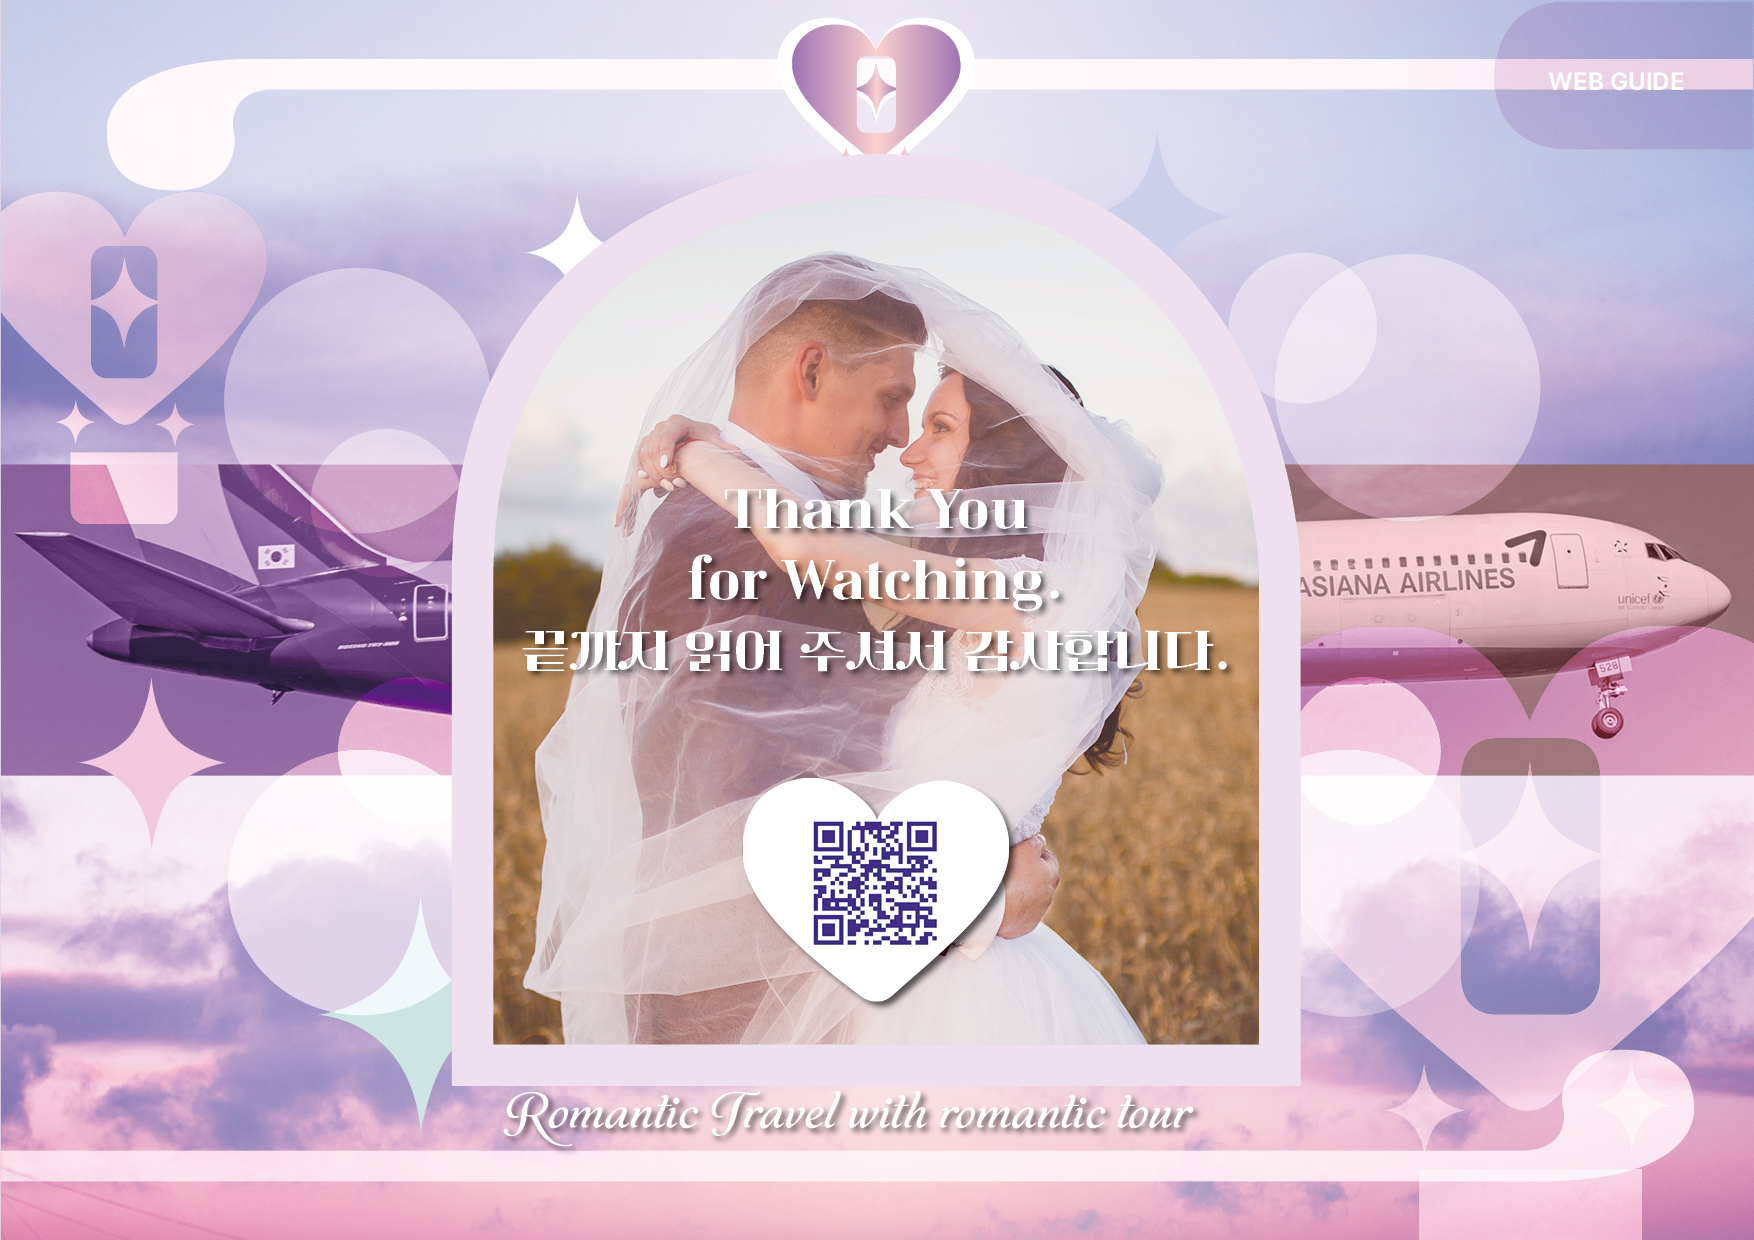 WEB GUIDE
Thank You
for Watching.
끝까지 읽어 주셔서 감사합니다.
ASIANA AIRLINES
unicef
528
Romantic Travel with romantic tour